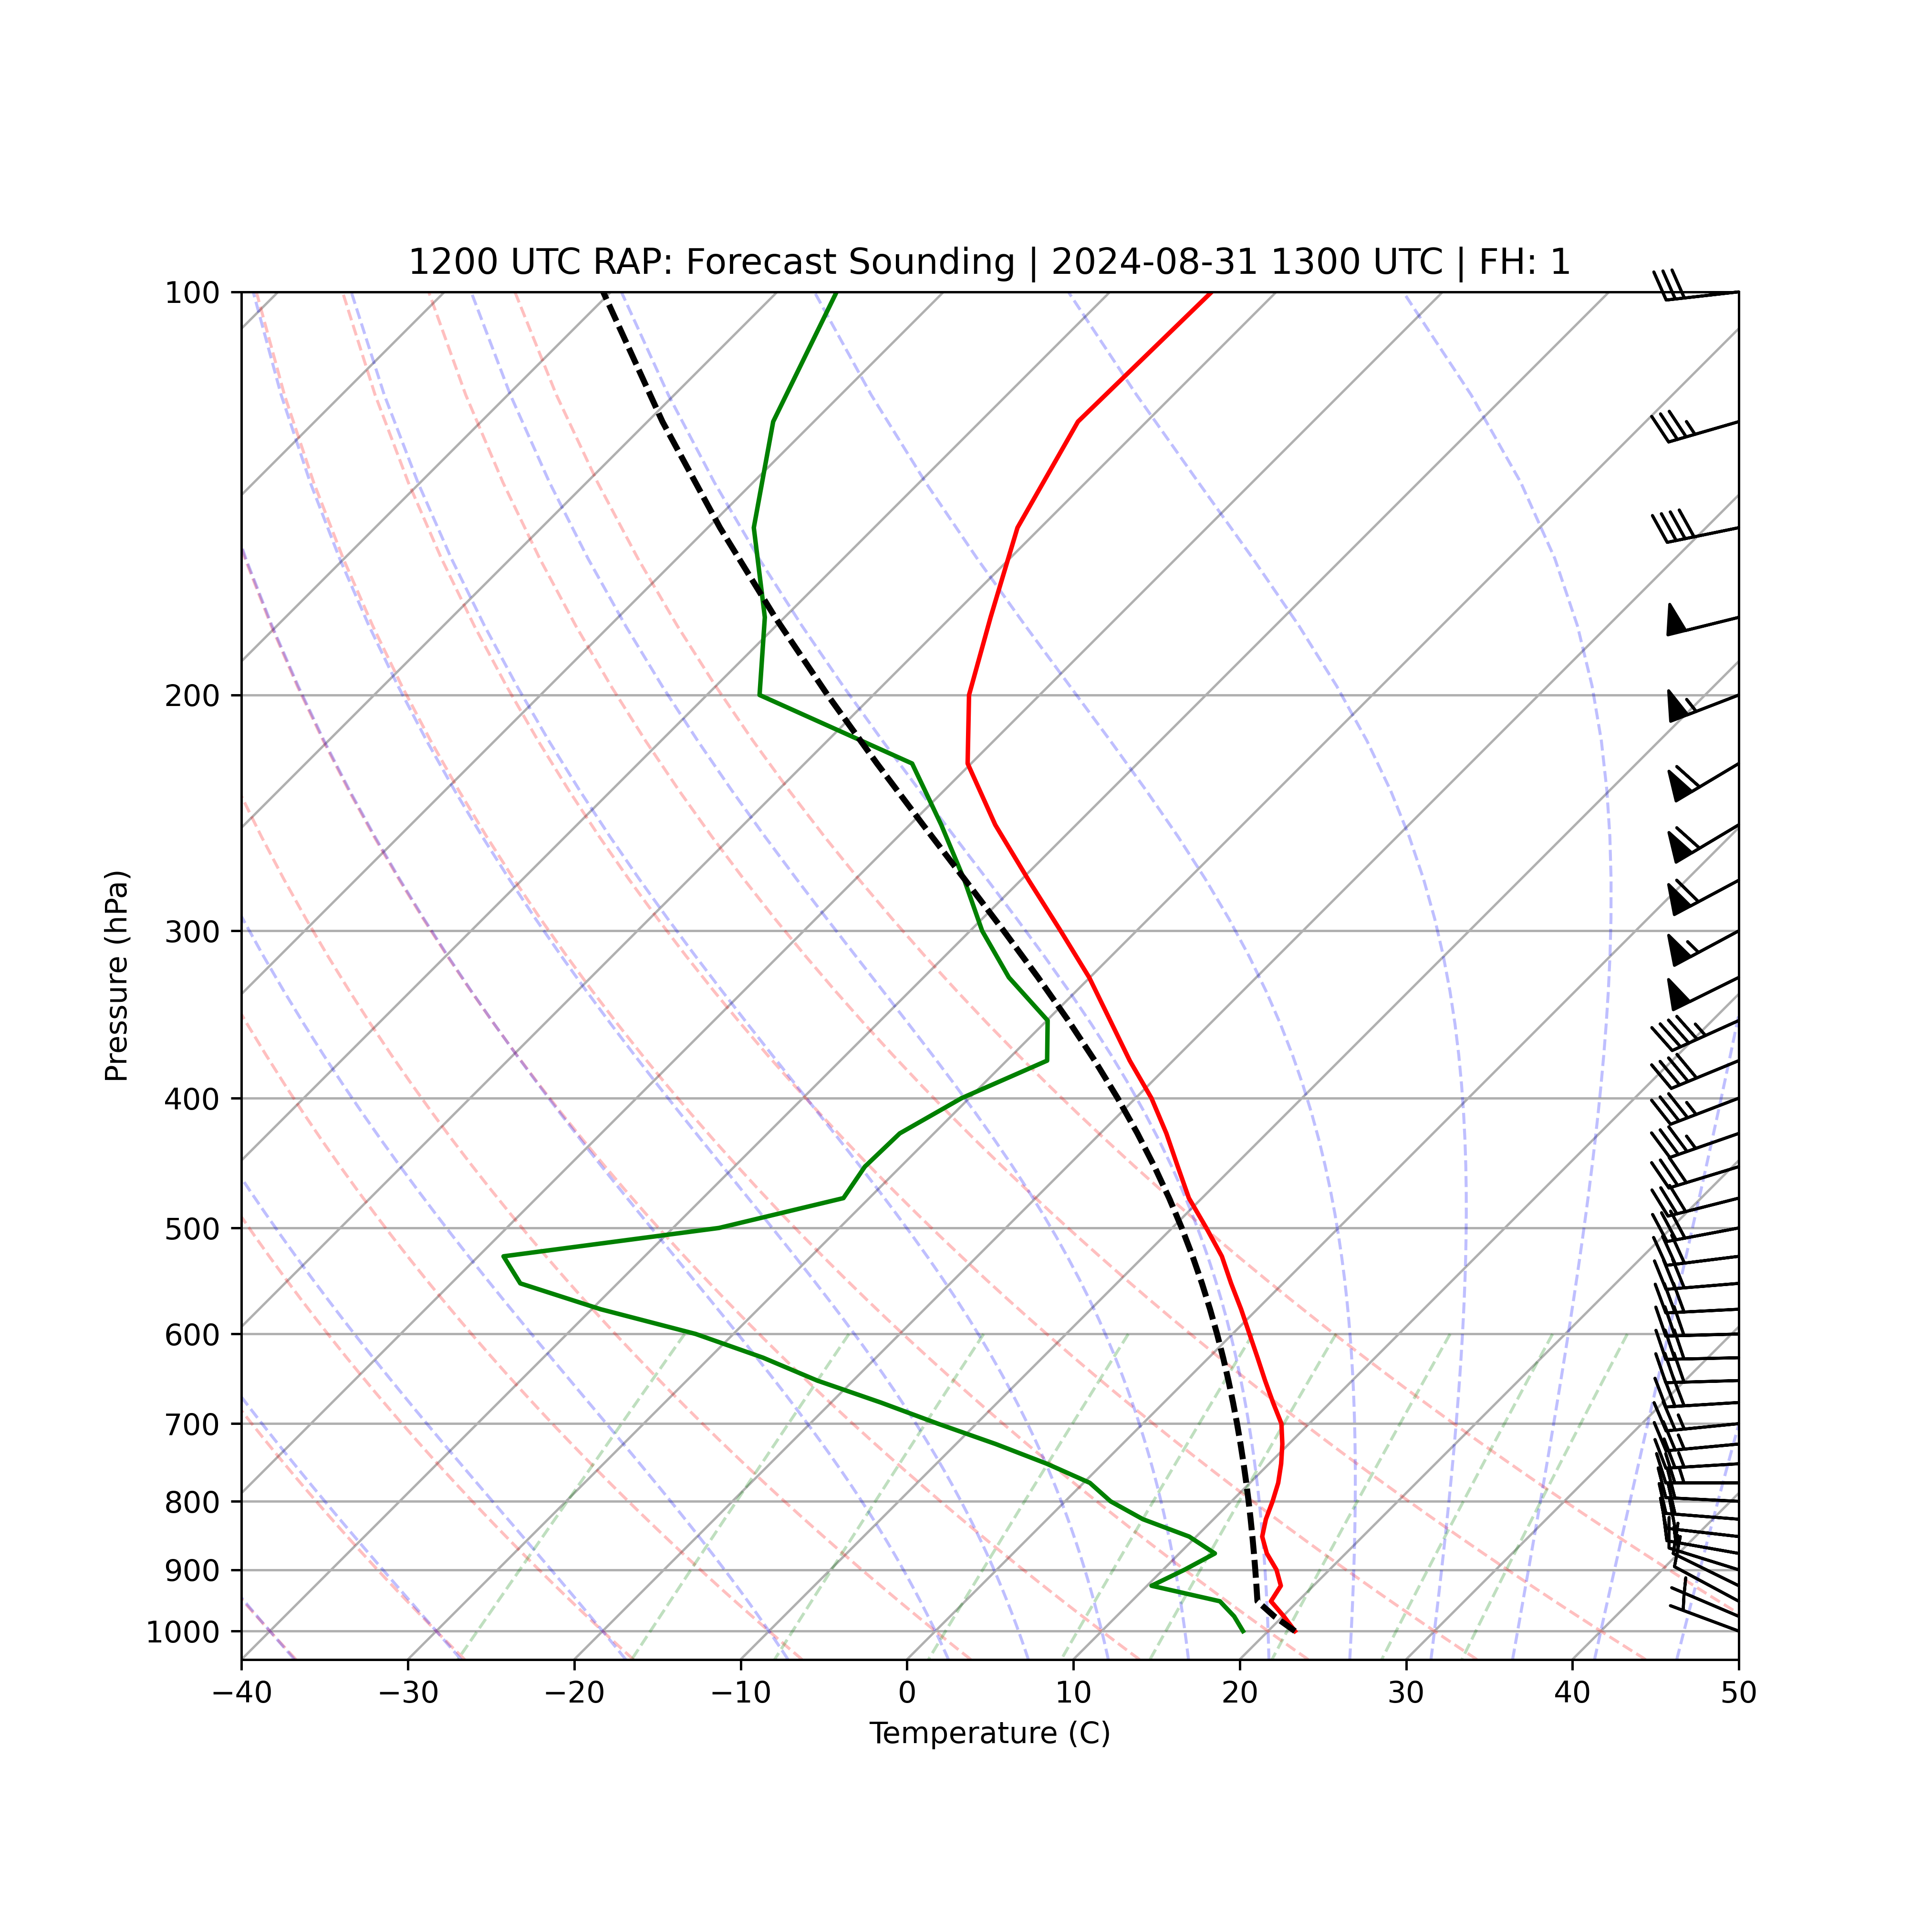 1200 UTC RAP: Forecast Sounding | 2024-08-31 1300 UTC | FH: 1
100
200
300
400
500
600
700
800
900
1000
Pressure (hPa)
−40 −30 −20 −10 0 10 20 30 40 50
Temperature (C)